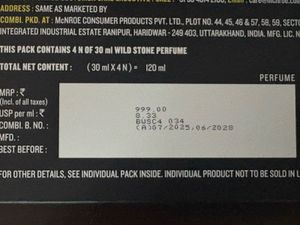 ADDRESS : SAME AS MARKETED BY
COMBI. PKD. AT : McNROE CONSUMER PRODUCTS PVT. LTD., PLOT NO. 44, 45, 46 & 57, 58, 59, SECTOR
INTEGRATED INDUSTRIAL ESTATE RANIPUR, HARIDWAR - 249403, UTTARAKHAND, INDIA. MFG. LIC. N
THIS PACK CONTAINS 4 N OF 30 ml WILD STONE PERFUME
TOTAL NET CONTENT : (30 ml X 4 N) = 120 ml
PERFUME
MRP : ₹
(Incl. of all taxes)
USP per ml : ₹
COMBI. B. NO. :
MFD. :
BEST BEFORE :
999.00
8.33
BUSC4 034
(A)07/2025,06/2028
FOR OTHER DETAILS, SEE INDIVIDUAL PACK INSIDE. INDIVIDUAL PRODUCT NOT TO BE SOLD IN L